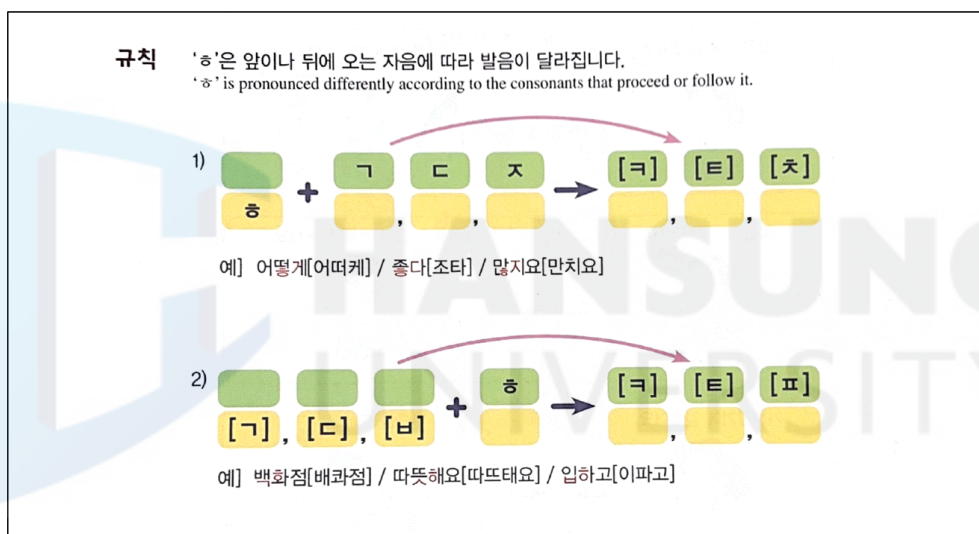 규칙 'ㅎ'은 앞이나 뒤에 오는 자음에 따라 발음이 달라집니다.
'ㅎ' is pronounced differently according to the consonants that proceed or follow it.
1) ㅎ + ㄱ, ㄷ, ㅈ → [ㅋ], [ㅌ], [ㅊ]
예] 어떻게[어떠케] / 좋다[조타] / 많지요[만치요]
2) [ㄱ], [ㄷ], [ㅂ] + ㅎ → [ㅋ], [ㅌ], [ㅍ]
예] 백화점[배콰점] / 따뜻해요[따뜨태요] / 입하고[이파고]
HANSUNG
UNIVERSITY